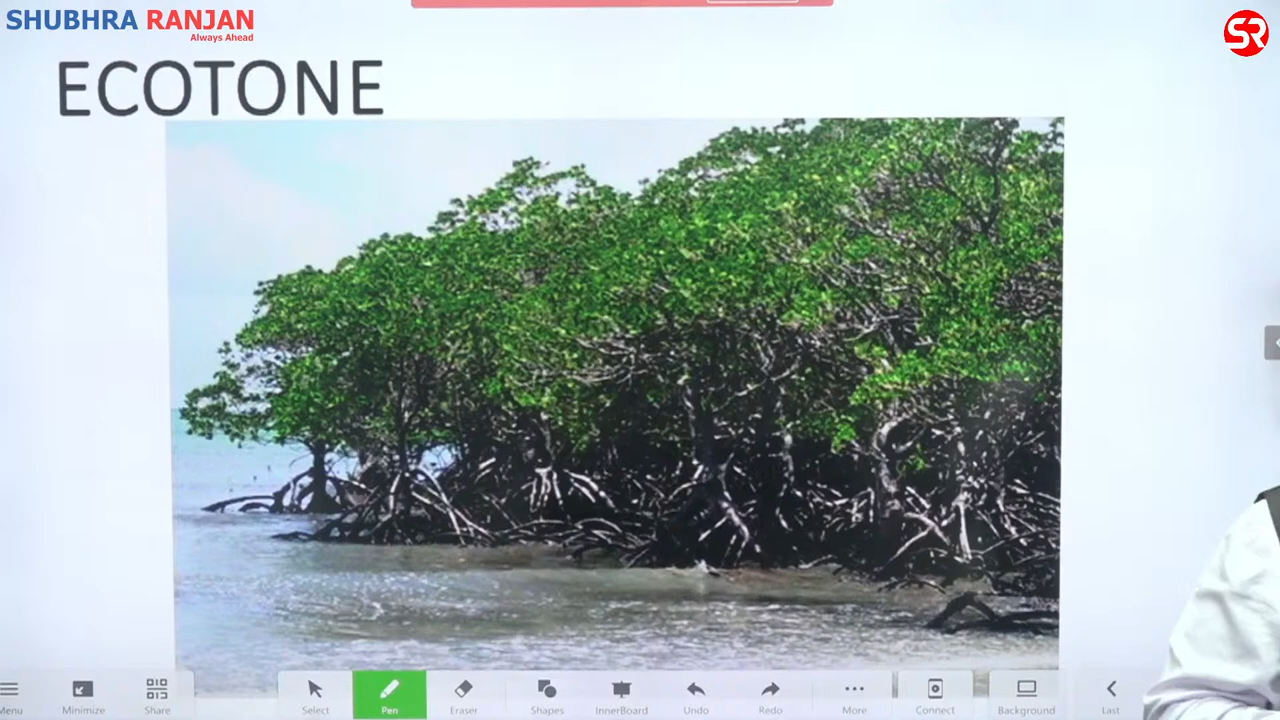 SHUBHRA RANJAN
Always Ahead
SR
ECOTONE
Menu
Minimize
Share
Select
Pen
Eraser
Shapes
InnerBoard
Undo
Redo
More
Connect
Background
Last